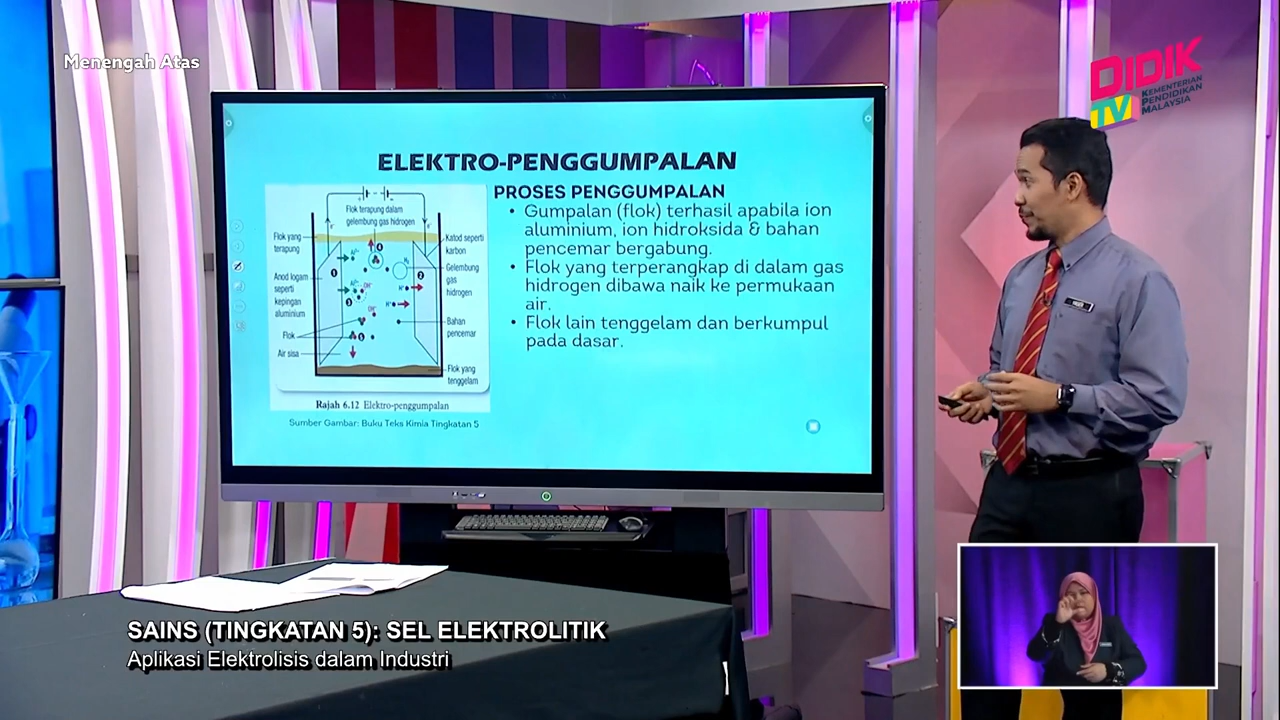 Menengah Atas
DIDIK
TV
KEMENTERIAN
PENDIDIKAN
MALAYSIA
ELEKTRO-PENGGUMPALAN
Flok terapung dalam
gelembung gas hidrogen
Flok yang
terapung
Anod logam
seperti
kepingan
aluminium
Flok
Air sisa
Katod seperti
karbon
Gelembung
gas
hidrogen
Bahan
pencemar
Flok yang
tenggelam
Rajah 6.12 Elektro-penggumpalan
Sumber Gambar: Buku Teks Kimia Tingkatan 5
PROSES PENGGUMPALAN
• Gumpalan (flok) terhasil apabila ion
aluminium, ion hidroksida & bahan
pencemar bergabung.
• Flok yang terperangkap di dalam gas
hidrogen dibawa naik ke permukaan
air.
• Flok lain tenggelam dan berkumpul
pada dasar.
SAINS (TINGKATAN 5): SEL ELEKTROLITIK
Aplikasi Elektrolisis dalam Industri